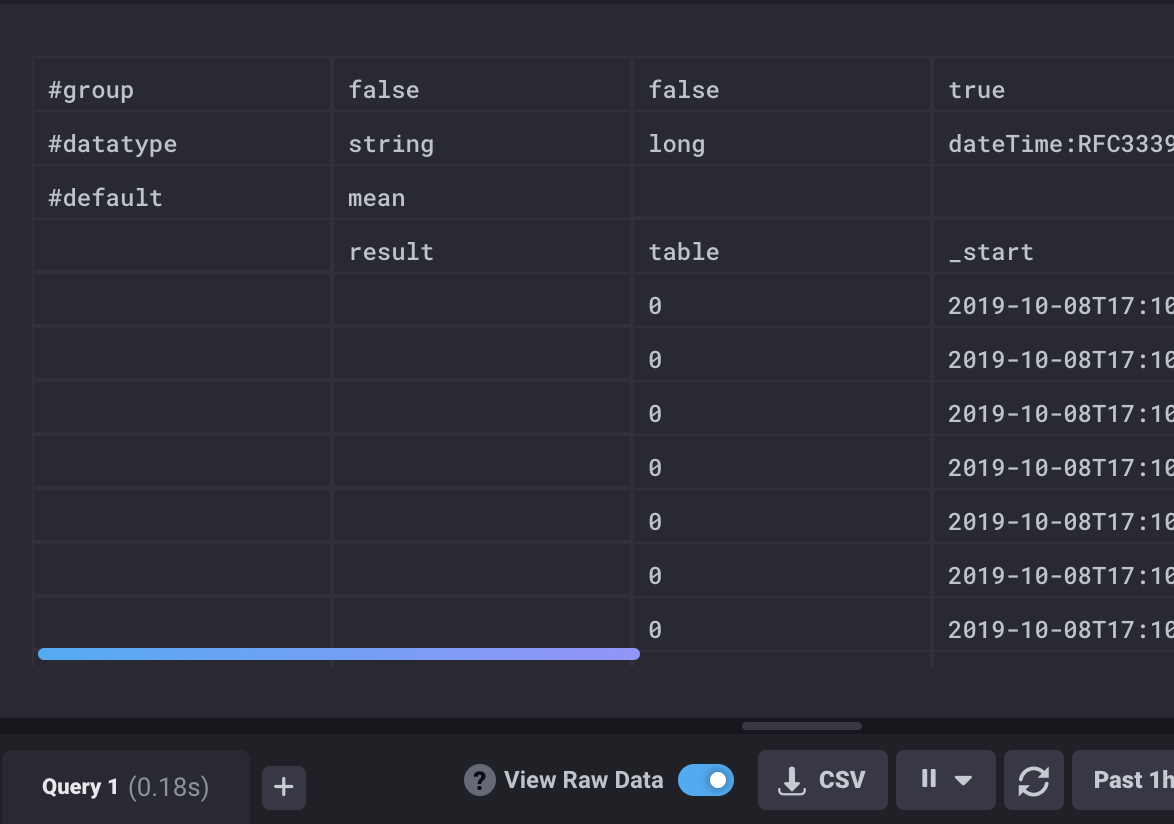 #group false false true
#datatype string long dateTime:RFC3339
#default mean
result table _start
0 2019-10-08T17:10
0 2019-10-08T17:10
0 2019-10-08T17:10
0 2019-10-08T17:10
0 2019-10-08T17:10
0 2019-10-08T17:10
0 2019-10-08T17:10
Query 1 (0.18s) + ? View Raw Data CSV Past 1h